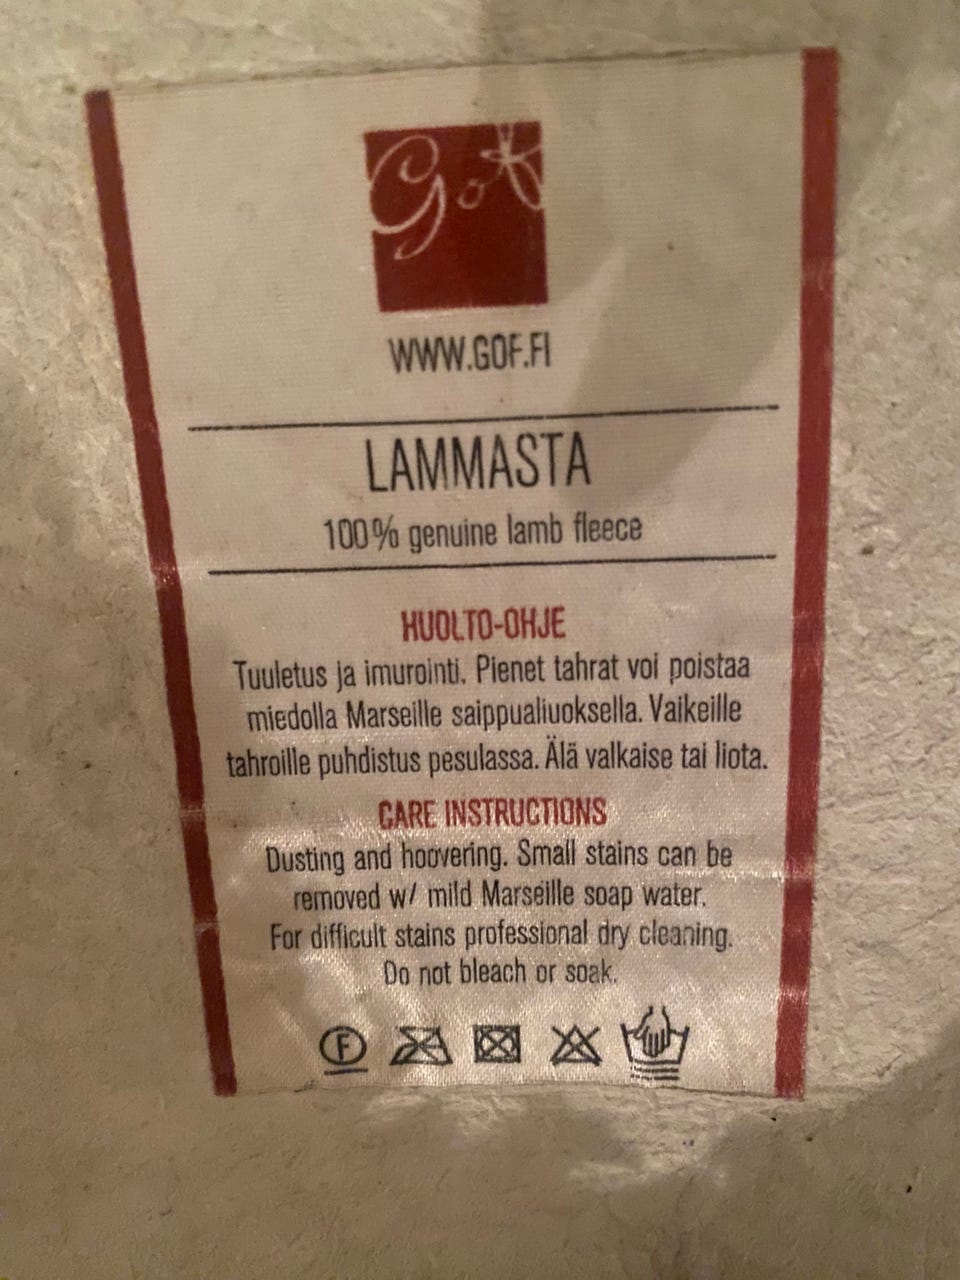 Gof
WWW.GOF.FI
LAMMASTA
100% genuine lamb fleece
HUOLTO-OHJE
Tuuletus ja imurointi. Pienet tahrat voi poistaa
miedolla Marseille saippualiuoksella. Vaikeille
tahroille puhdistus pesulassa. Älä valkaise tai liota.
CARE INSTRUCTIONS
Dusting and hoovering. Small stains can be
removed w/ mild Marseille soap water.
For difficult stains professional dry cleaning.
Do not bleach or soak.
F